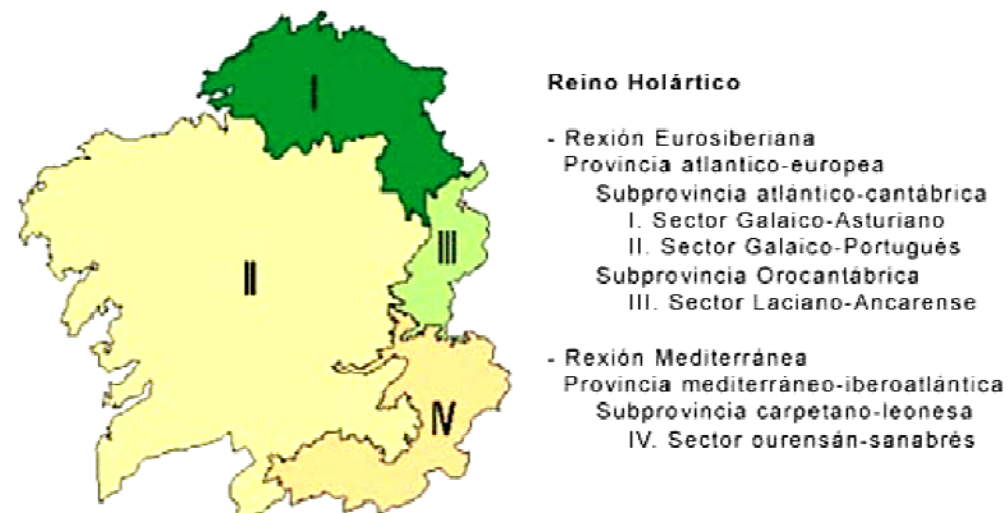 I
II
III
IV
Reino Holártico
- Rexión Eurosiberiana
Provincia atlantico-europea
Subprovincia atlántico-cantábrica
I. Sector Galaico-Asturiano
II. Sector Galaico-Portugués
Subprovincia Orocantábrica
III. Sector Laciano-Ancarense
- Rexión Mediterránea
Provincia mediterráneo-iberoatlántica
Subprovincia carpetano-leonesa
IV. Sector ourensán-sanabrés